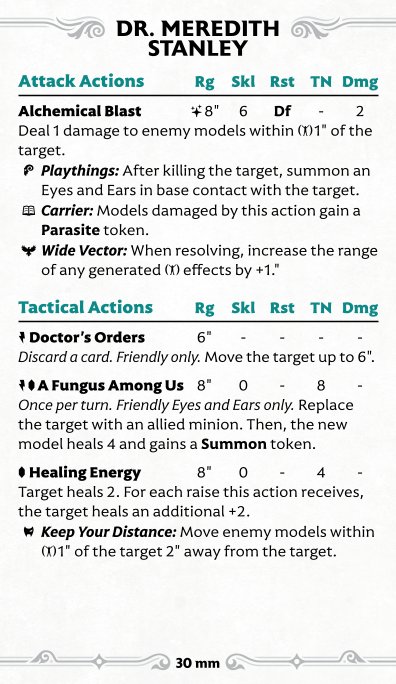 DR. MEREDITH
STANLEY
Attack Actions Rg Skl Rst TN Dmg
Alchemical Blast 8" 6 Df - 2
Deal 1 damage to enemy models within 1" of the
target.
Playthings: After killing the target, summon an
Eyes and Ears in base contact with the target.
Carrier: Models damaged by this action gain a
Parasite token.
Wide Vector: When resolving, increase the range
of any generated effects by +1."
Tactical Actions Rg Skl Rst TN Dmg
Doctor's Orders 6" - - - -
Discard a card. Friendly only. Move the target up to 6".
A Fungus Among Us 8" 0 - 8 -
Once per turn. Friendly Eyes and Ears only. Replace
the target with an allied minion. Then, the new
model heals 4 and gains a Summon token.
Healing Energy 8" 0 - 4 -
Target heals 2. For each raise this action receives,
the target heals an additional +2.
Keep Your Distance: Move enemy models within
1" of the target 2" away from the target.
30 mm